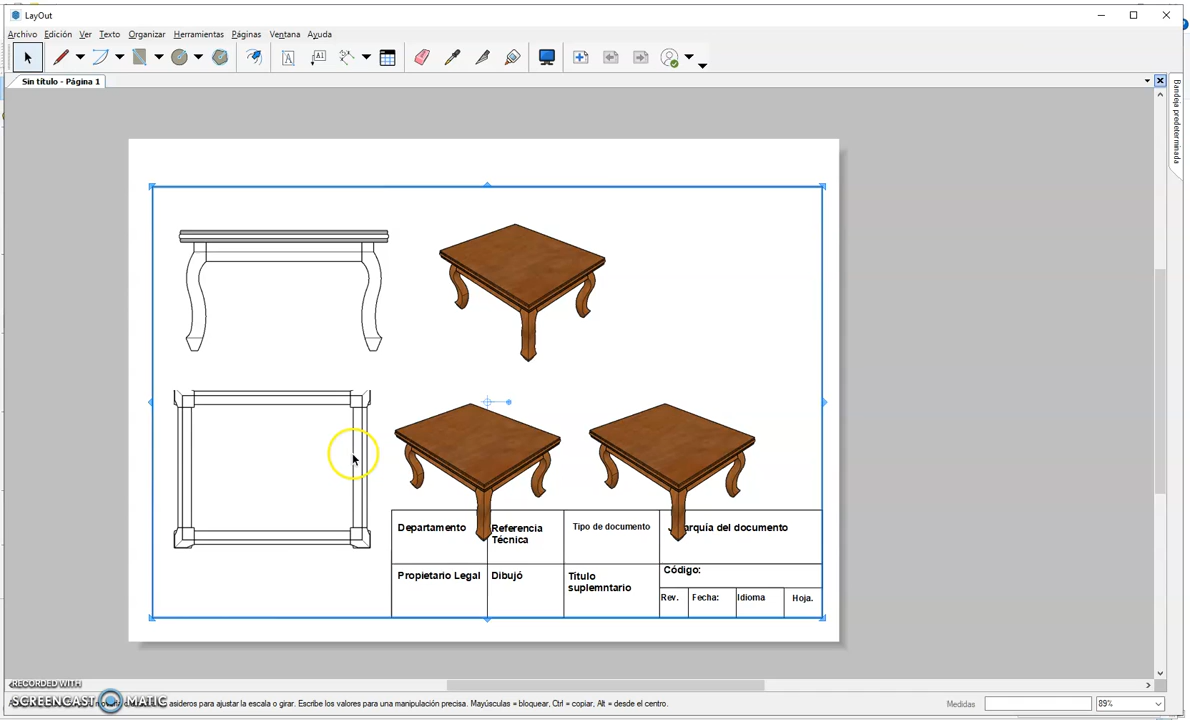 LayOut
Archivo Edición Ver Texto Organizar Herramientas Páginas Ventana Ayuda
Sin título - Página 1
Bandeja predeterminada
Departamento
Referencia
Técnica
Tipo de documento
arquía del documento
Propietario Legal
Dibujó
Título
suplemntario
Código:
Rev.
Fecha:
Idioma
Hoja.
RECORDED WITH
SCREENCAST MATIC
asideros para ajustar la escala o girar. Escribe los valores para una manipulación precisa. Mayúsculas = bloquear, Ctrl = copiar, Alt = desde el centro.
Medidas
89%